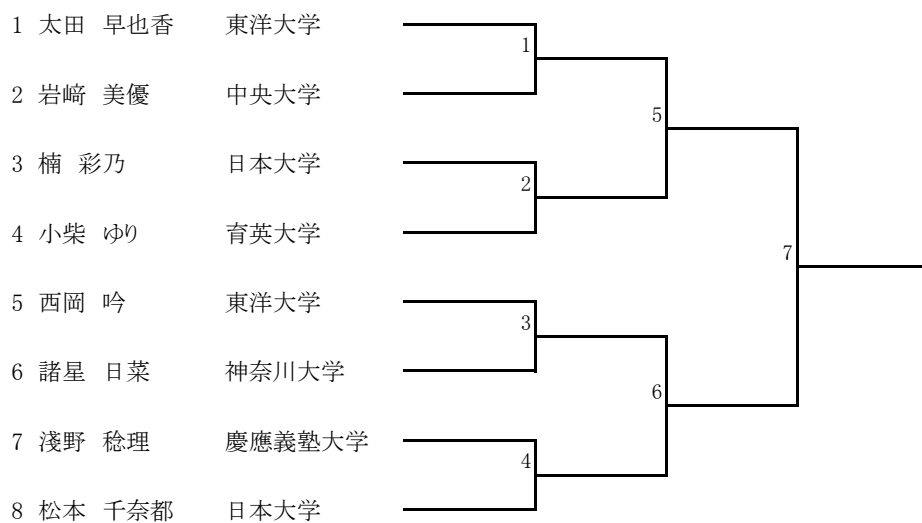 1 太田 早也香 東洋大学
2 岩﨑 美優 中央大学
3 楠 彩乃 日本大学
4 小柴 ゆり 育英大学
5 西岡 吟 東洋大学
6 諸星 日菜 神奈川大学
7 淺野 稔理 慶應義塾大学
8 松本 千奈都 日本大学
1
2
3
4
5
6
7